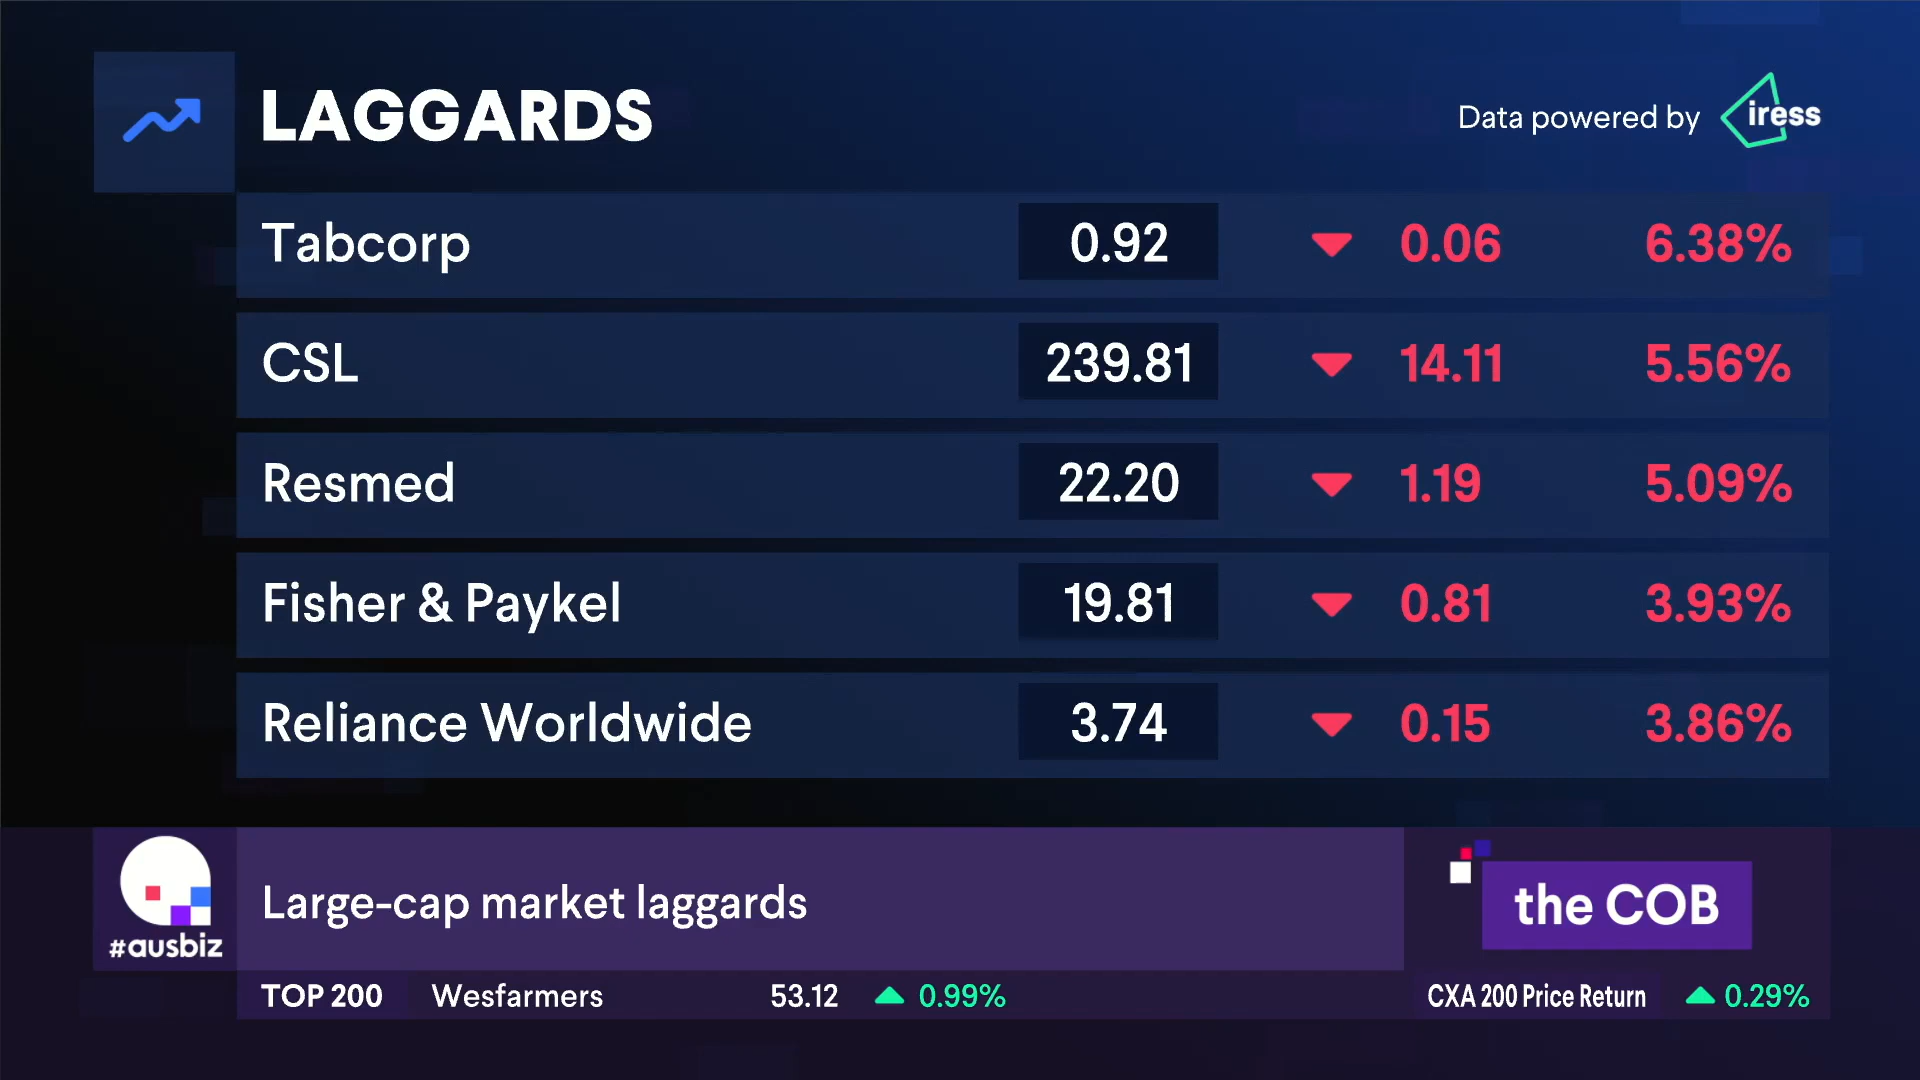 LAGGARDS
Data powered by iress
Tabcorp 0.92 0.06 6.38%
CSL 239.81 14.11 5.56%
Resmed 22.20 1.19 5.09%
Fisher & Paykel 19.81 0.81 3.93%
Reliance Worldwide 3.74 0.15 3.86%
#ausbiz
Large-cap market laggards
the COB
TOP 200 Wesfarmers 53.12 0.99% CXA 200 Price Return 0.29%